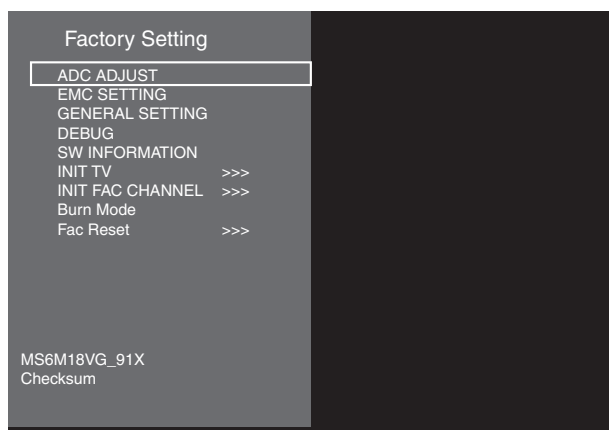 Factory Setting
ADC ADJUST
EMC SETTING
GENERAL SETTING
DEBUG
SW INFORMATION
INIT TV >>>
INIT FAC CHANNEL >>>
Burn Mode
Fac Reset >>>
MS6M18VG_91X
Checksum